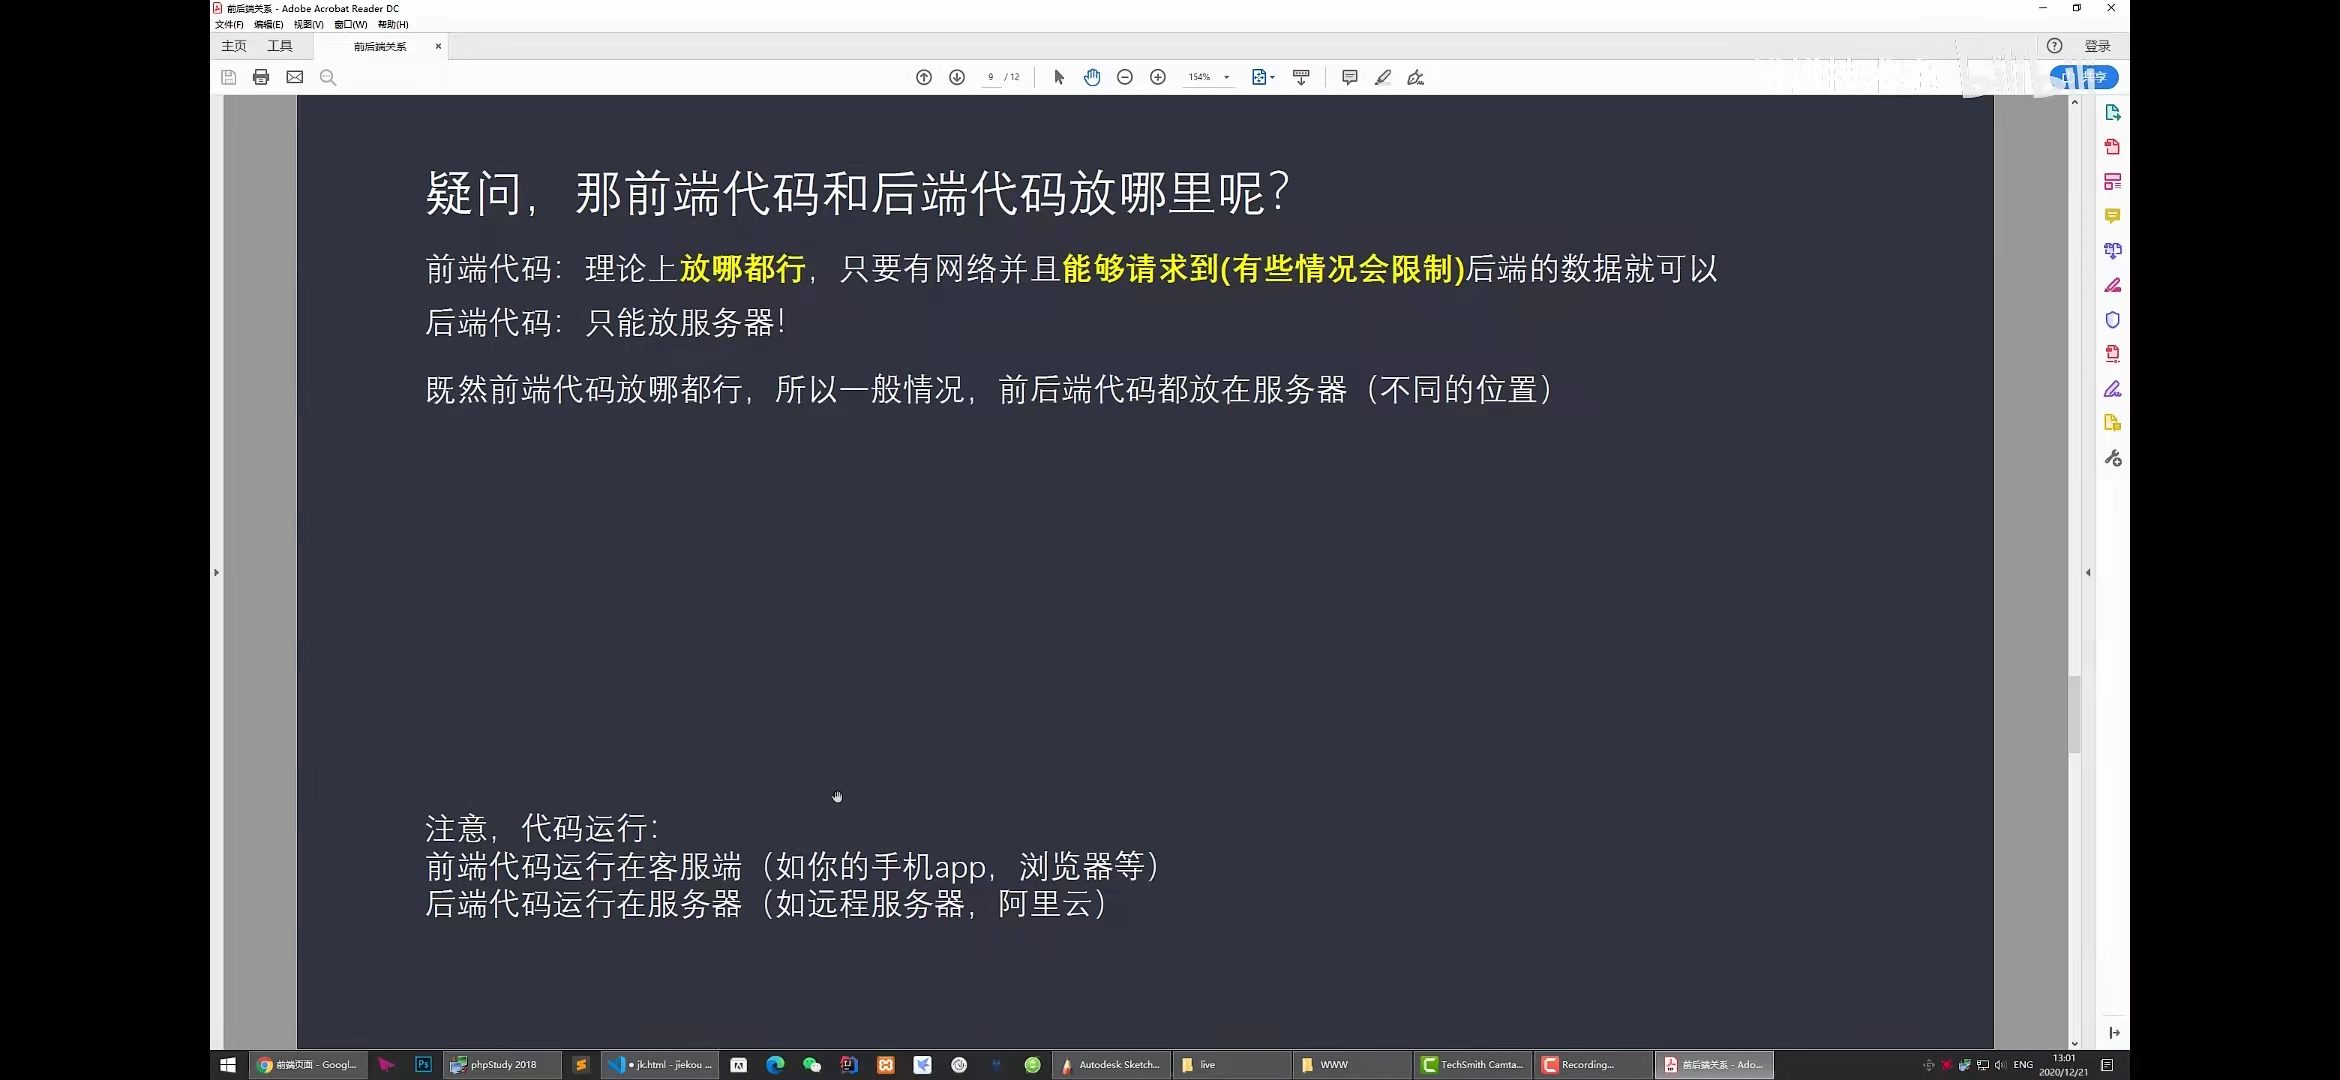 前后端关系 - Adobe Acrobat Reader DC
文件(F) 编辑(E) 视图(V) 窗口(W) 帮助(H)
主页 工具 前后端关系 × 登录
9 / 12 154%
bilibili
共享
疑问，那前端代码和后端代码放哪里呢？
前端代码：理论上放哪都行，只要有网络并且能够请求到(有些情况会限制)后端的数据就可以
后端代码：只能放服务器！
既然前端代码放哪都行，所以一般情况，前后端代码都放在服务器（不同的位置）
注意，代码运行：
前端代码运行在客服端（如你的手机app，浏览器等）
后端代码运行在服务器（如远程服务器，阿里云）
前端页面 - Googl... Ps phpStudy 2018 • jk.html - jiekou ... Autodesk Sketch... live WWW TechSmith Camta... Recording... 前后端关系 - Ado... ENG 13:01
2020/12/21